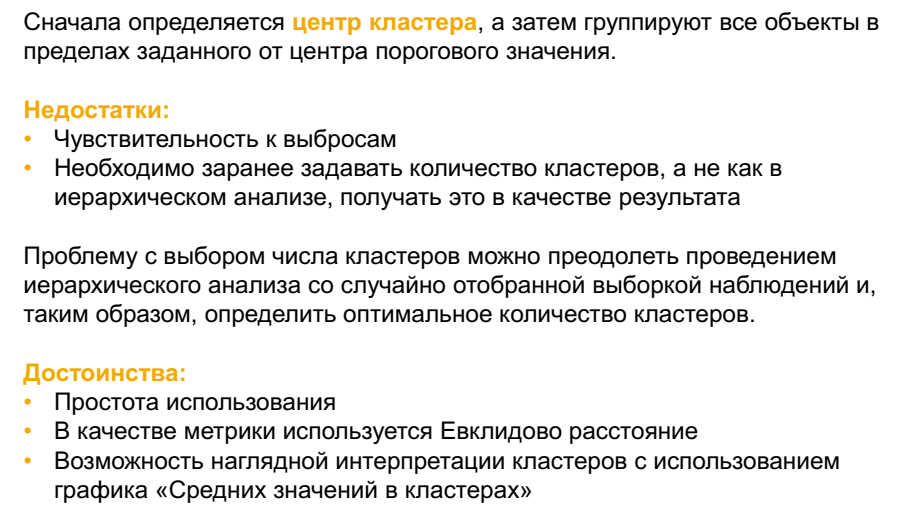 Сначала определяется центр кластера, а затем группируют все объекты в
пределах заданного от центра порогового значения.
Недостатки:
• Чувствительность к выбросам
• Необходимо заранее задавать количество кластеров, а не как в
иерархическом анализе, получать это в качестве результата
Проблему с выбором числа кластеров можно преодолеть проведением
иерархического анализа со случайно отобранной выборкой наблюдений и,
таким образом, определить оптимальное количество кластеров.
Достоинства:
• Простота использования
• В качестве метрики используется Евклидово расстояние
• Возможность наглядной интерпретации кластеров с использованием
графика «Средних значений в кластерах»